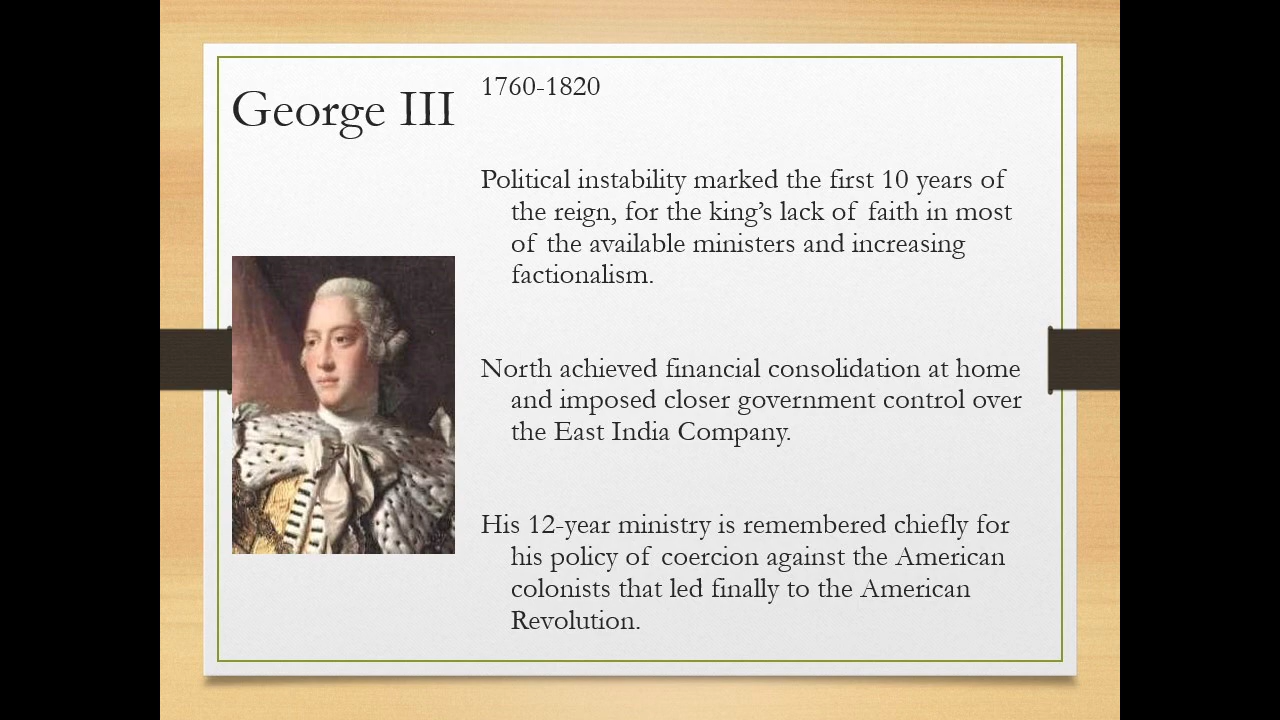 George III
1760-1820
Political instability marked the first 10 years of
the reign, for the king’s lack of faith in most
of the available ministers and increasing
factionalism.
North achieved financial consolidation at home
and imposed closer government control over
the East India Company.
His 12-year ministry is remembered chiefly for
his policy of coercion against the American
colonists that led finally to the American
Revolution.